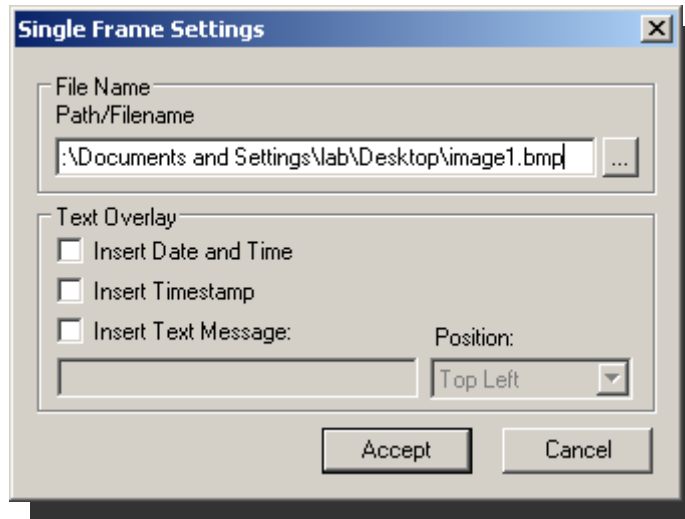 Single Frame Settings
File Name
Path/Filename
:\Documents and Settings\lab\Desktop\image1.bmp
...
Text Overlay
Insert Date and Time
Insert Timestamp
Insert Text Message:
Position:
Top Left
Accept
Cancel